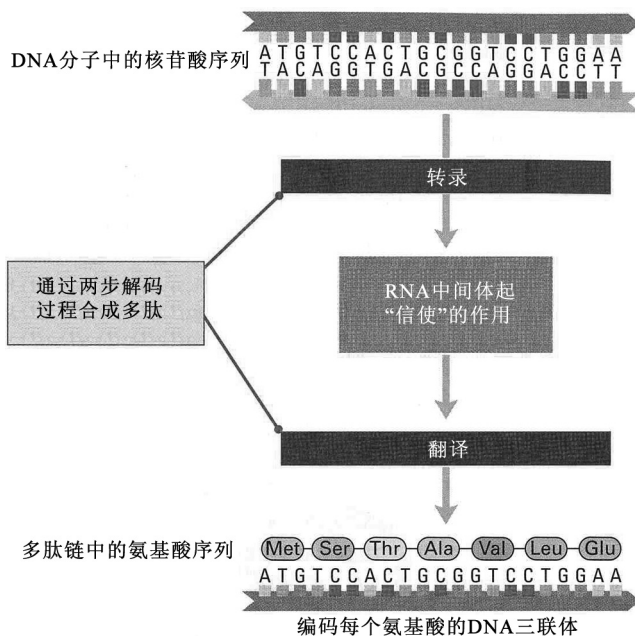 DNA分子中的核苷酸序列
ATGTCCACTGCGGTCCTGGAA
TACAGGTGACGCCAGGACCTT
转录
通过两步解码
过程合成多肽
RNA中间体起
“信使”的作用
翻译
多肽链中的氨基酸序列
Met Ser Thr Ala Val Leu Glu
ATGTCCACTGCGGTCCTGGAA
编码每个氨基酸的DNA三联体